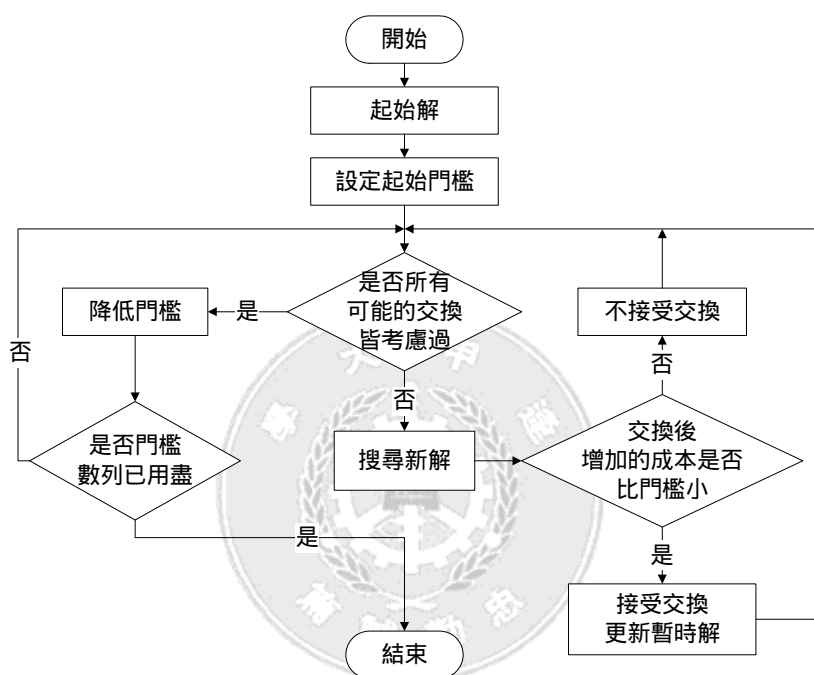 開始
起始解
設定起始門檻
是否所有
可能的交換
皆考慮過
是
降低門檻
否
是否門檻
數列已用盡
是
否
搜尋新解
交換後
增加的成本是否
比門檻小
否
不接受交換
是
接受交換
更新暫時解
結束